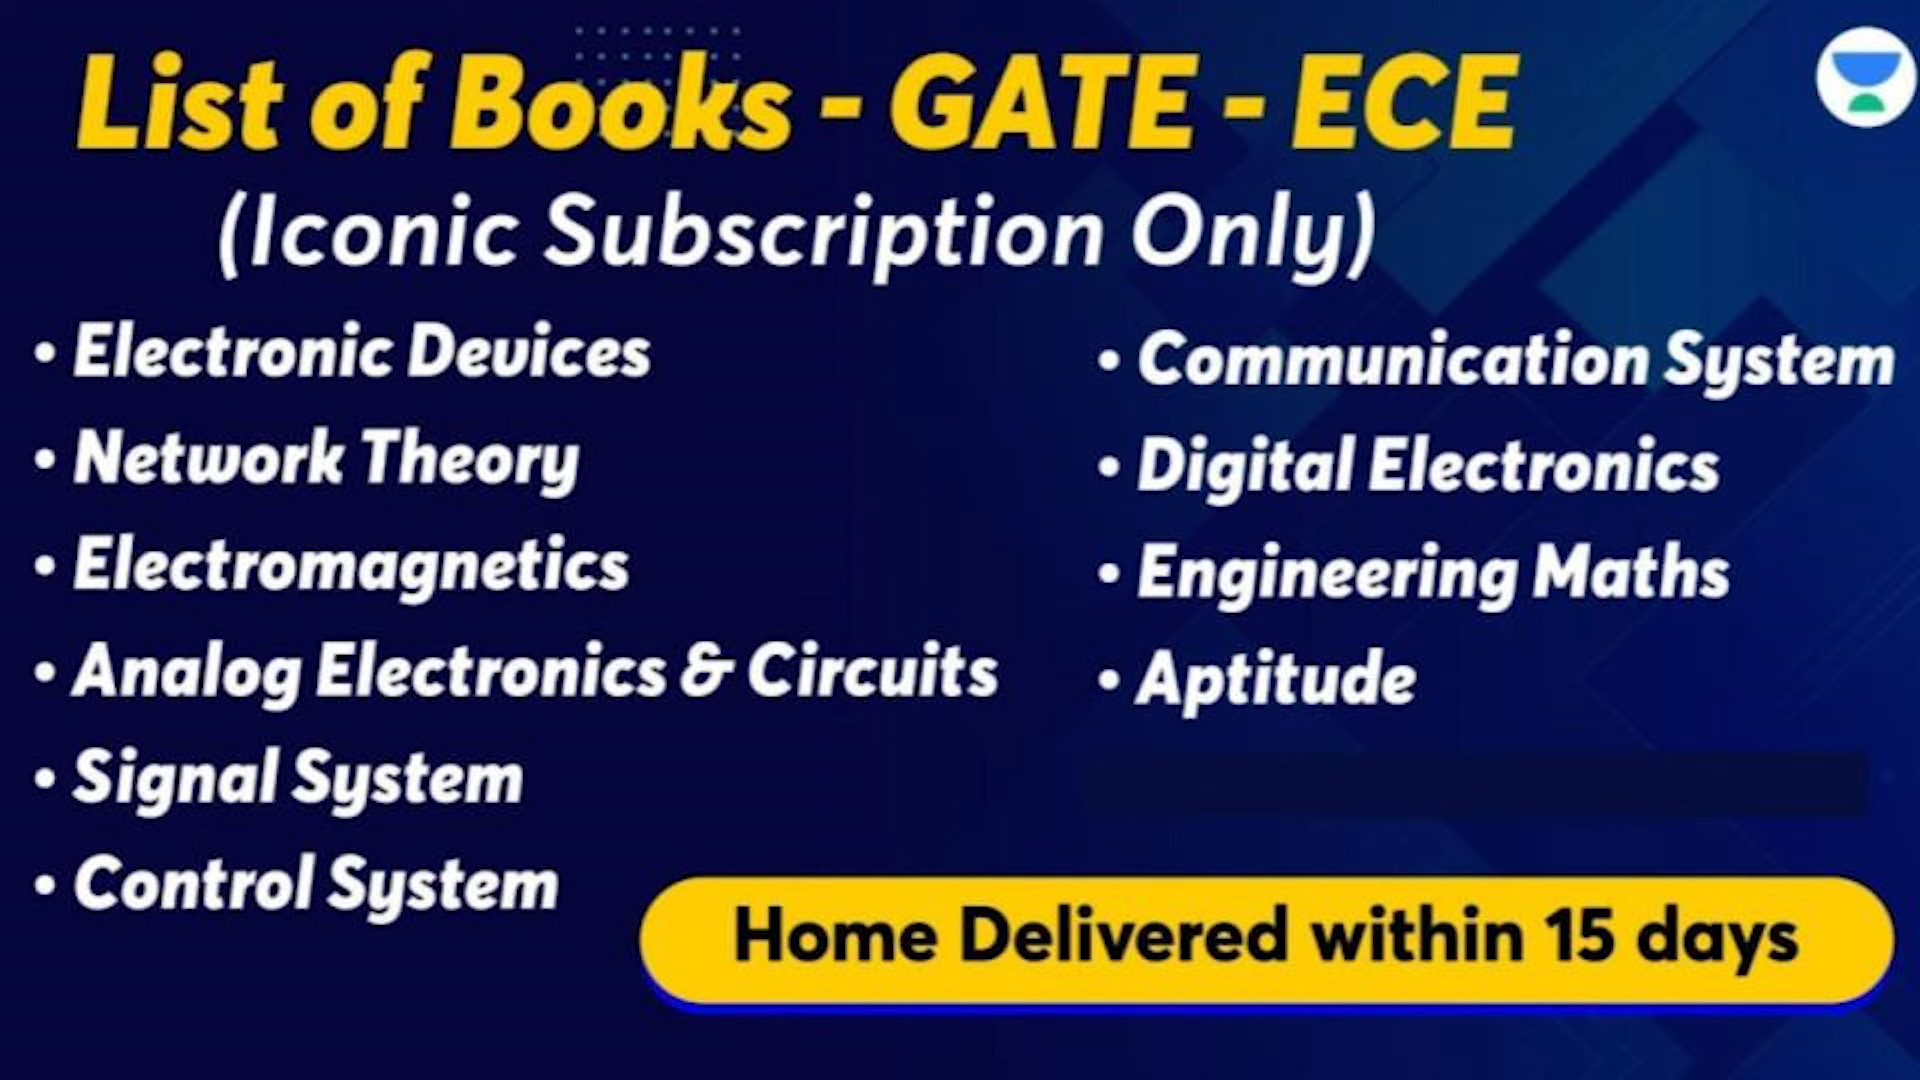 List of Books - GATE - ECE
(Iconic Subscription Only)
• Electronic Devices
• Network Theory
• Electromagnetics
• Analog Electronics & Circuits
• Signal System
• Control System
• Communication System
• Digital Electronics
• Engineering Maths
• Aptitude
Home Delivered within 15 days